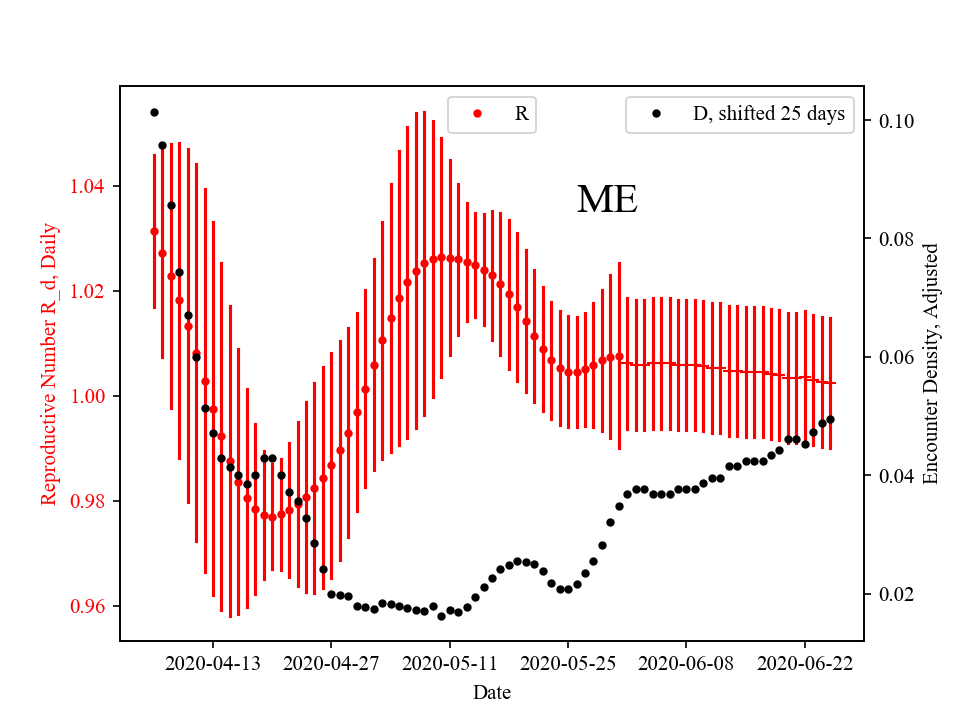 R
D, shifted 25 days
ME
Reproductive Number R_d, Daily
1.04
1.02
1.00
0.98
0.96
0.10
0.08
0.06
0.04
0.02
Encounter Density, Adjusted
2020-04-13 2020-04-27 2020-05-11 2020-05-25 2020-06-08 2020-06-22
Date